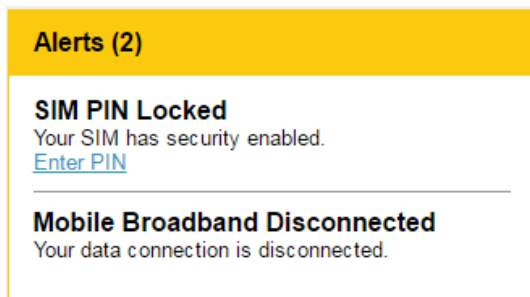 Alerts (2)
SIM PIN Locked
Your SIM has security enabled.
Enter PIN
Mobile Broadband Disconnected
Your data connection is disconnected.